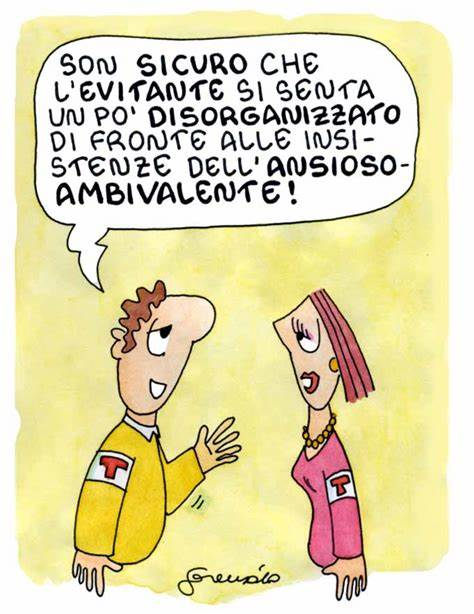 SON SICURO CHE
L'EVITANTE SI SENTA
UN PO' DISORGANIZZATO
DI FRONTE ALLE INSI-
STENZE DELL'ANSIOSO-
AMBIVALENTE!
T
T